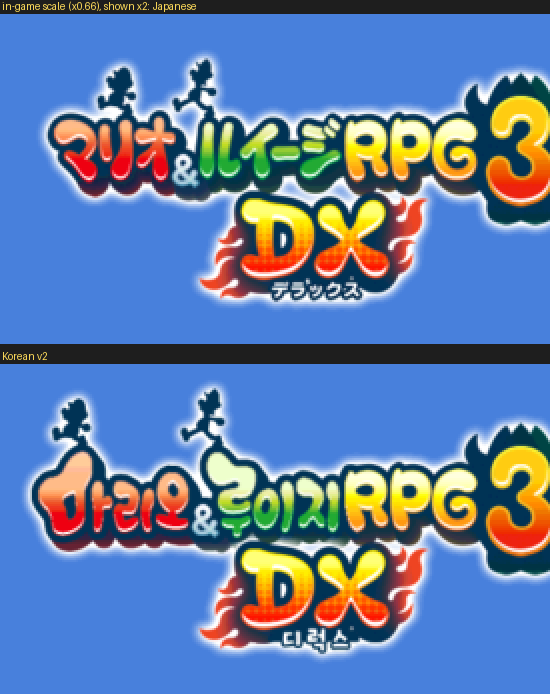 in-game scale (x0.66), shown x2: Japanese
マリオ&ルイージRPG3
DX
デラックス
Korean v2
마리오&루이지RPG3
DX
디럭스